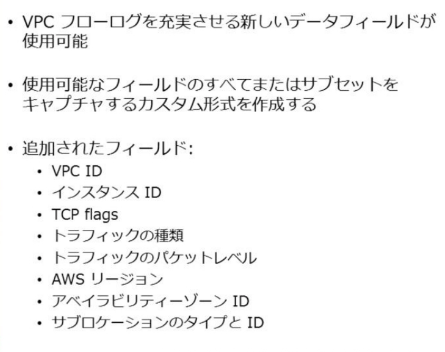 • VPC フローログを充実させる新しいデータフィールドが
使用可能
• 使用可能なフィールドのすべてまたはサブセットを
キャプチャするカスタム形式を作成する
• 追加されたフィールド:
• VPC ID
• インスタンス ID
• TCP flags
• トラフィックの種類
• トラフィックのパケットレベル
• AWS リージョン
• アベイラビリティーゾーン ID
• サブロケーションのタイプと ID